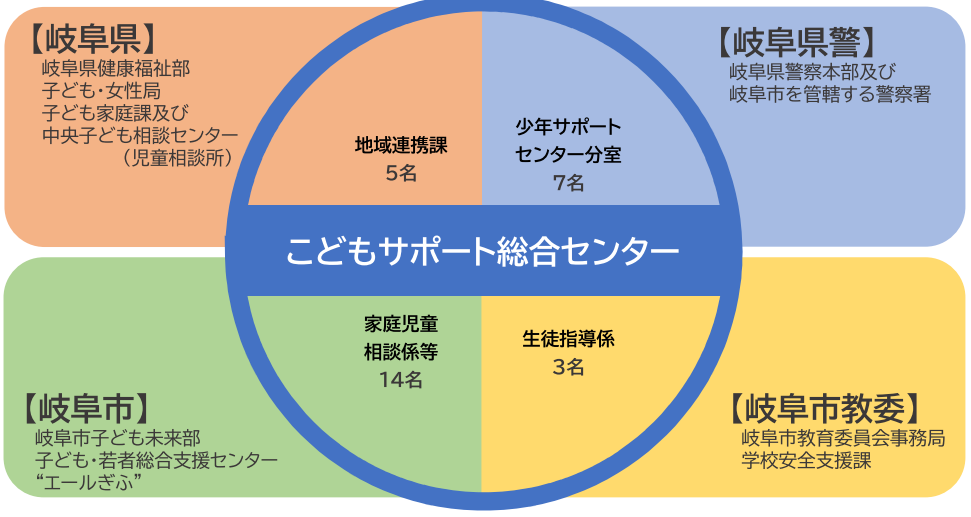 【岐阜県】
岐阜県健康福祉部
子ども・女性局
子ども家庭課及び
中央子ども相談センター
（児童相談所）
地域連携課
5名
【岐阜県警】
岐阜県警察本部及び
岐阜市を管轄する警察署
少年サポート
センター分室
7名
こどもサポート総合センター
家庭児童
相談係等
14名
【岐阜市】
岐阜市子ども未来部
子ども・若者総合支援センター
“エールぎふ”
生徒指導係
3名
【岐阜市教委】
岐阜市教育委員会事務局
学校安全支援課